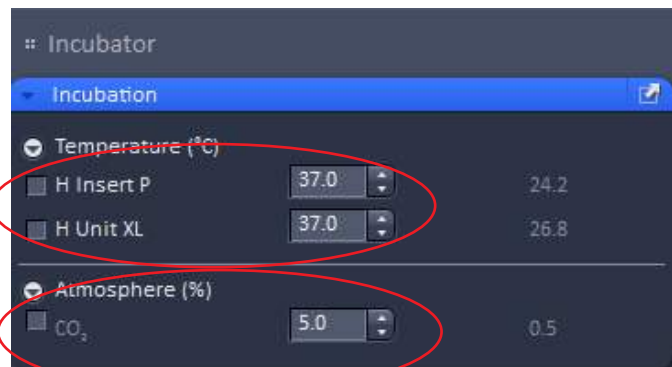 Incubator
Incubation
Temperature (°C)
H Insert P 37.0 24.2
H Unit XL 37.0 26.8
Atmosphere (%)
CO₂ 5.0 0.5